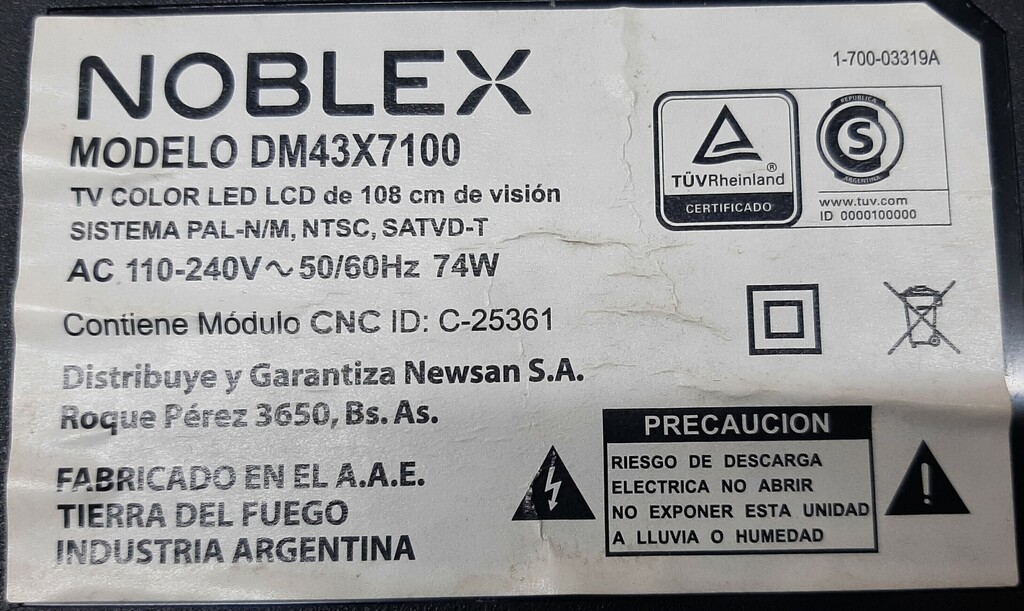 NOBLEX
1-700-03319A
MODELO DM43X7100
TV COLOR LED LCD de 108 cm de visión
SISTEMA PAL-N/M, NTSC, SATVD-T
AC 110-240V~50/60Hz 74W
TÜVRheinland®
CERTIFICADO
REPUBLICA
S
ARGENTINA
www.tuv.com
ID 0000100000
Contiene Módulo CNC ID: C-25361
Distribuye y Garantiza Newsan S.A.
Roque Pérez 3650, Bs. As.
FABRICADO EN EL A.A.E.
TIERRA DEL FUEGO
INDUSTRIA ARGENTINA
PRECAUCION
RIESGO DE DESCARGA
ELECTRICA NO ABRIR
NO EXPONER ESTA UNIDAD
A LLUVIA O HUMEDAD